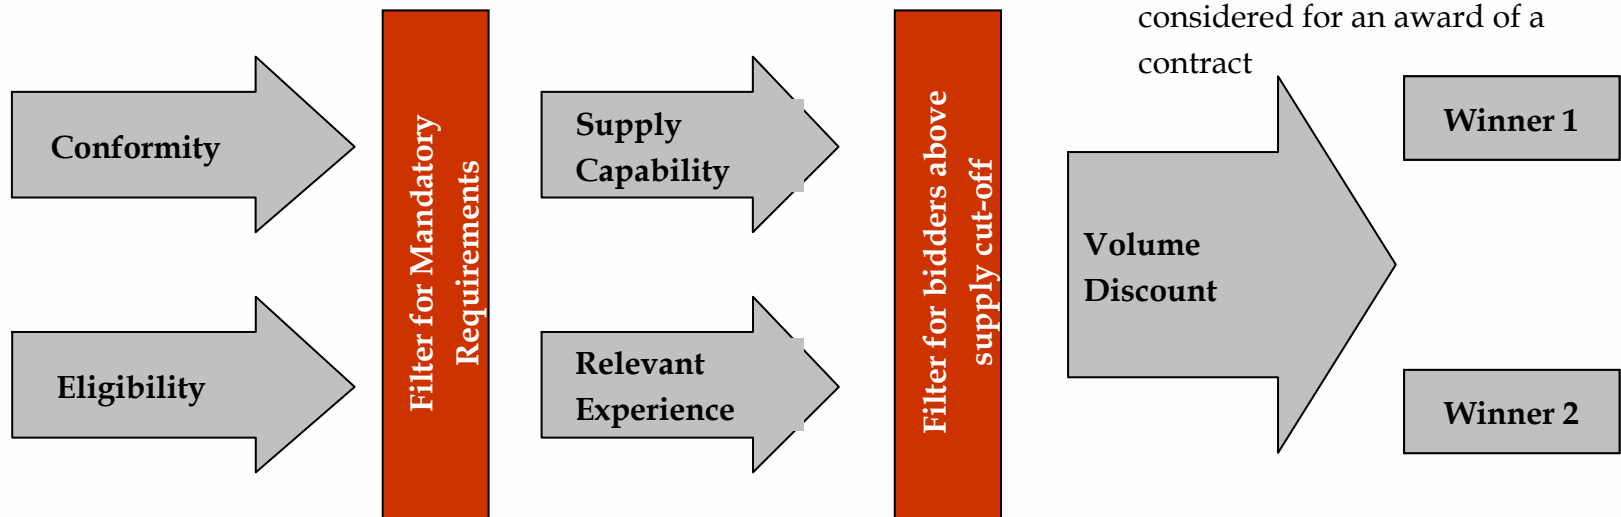 considered for an award of a
contract
Conformity
Eligibility
Filter for Mandatory
Requirements
Supply
Capability
Relevant
Experience
Filter for bidders above
supply cut-off
Volume
Discount
Winner 1
Winner 2